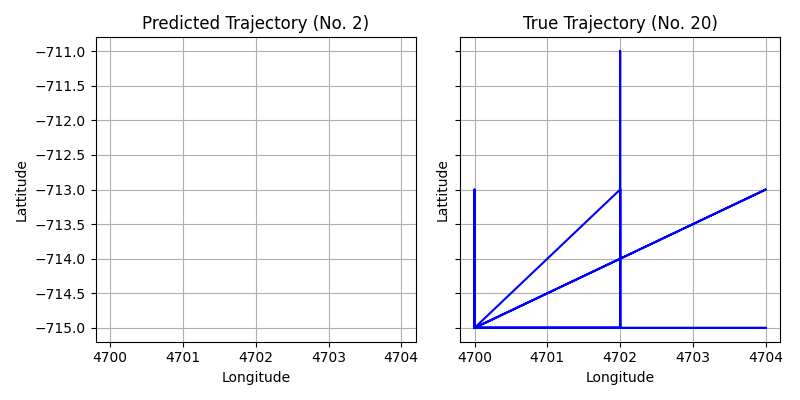 Predicted Trajectory (No. 2)
True Trajectory (No. 20)
−711.0
−711.5
−712.0
−712.5
−713.0
−713.5
−714.0
−714.5
−715.0
Lattitude
4700 4701 4702 4703 4704
Longitude
Lattitude
4700 4701 4702 4703 4704
Longitude